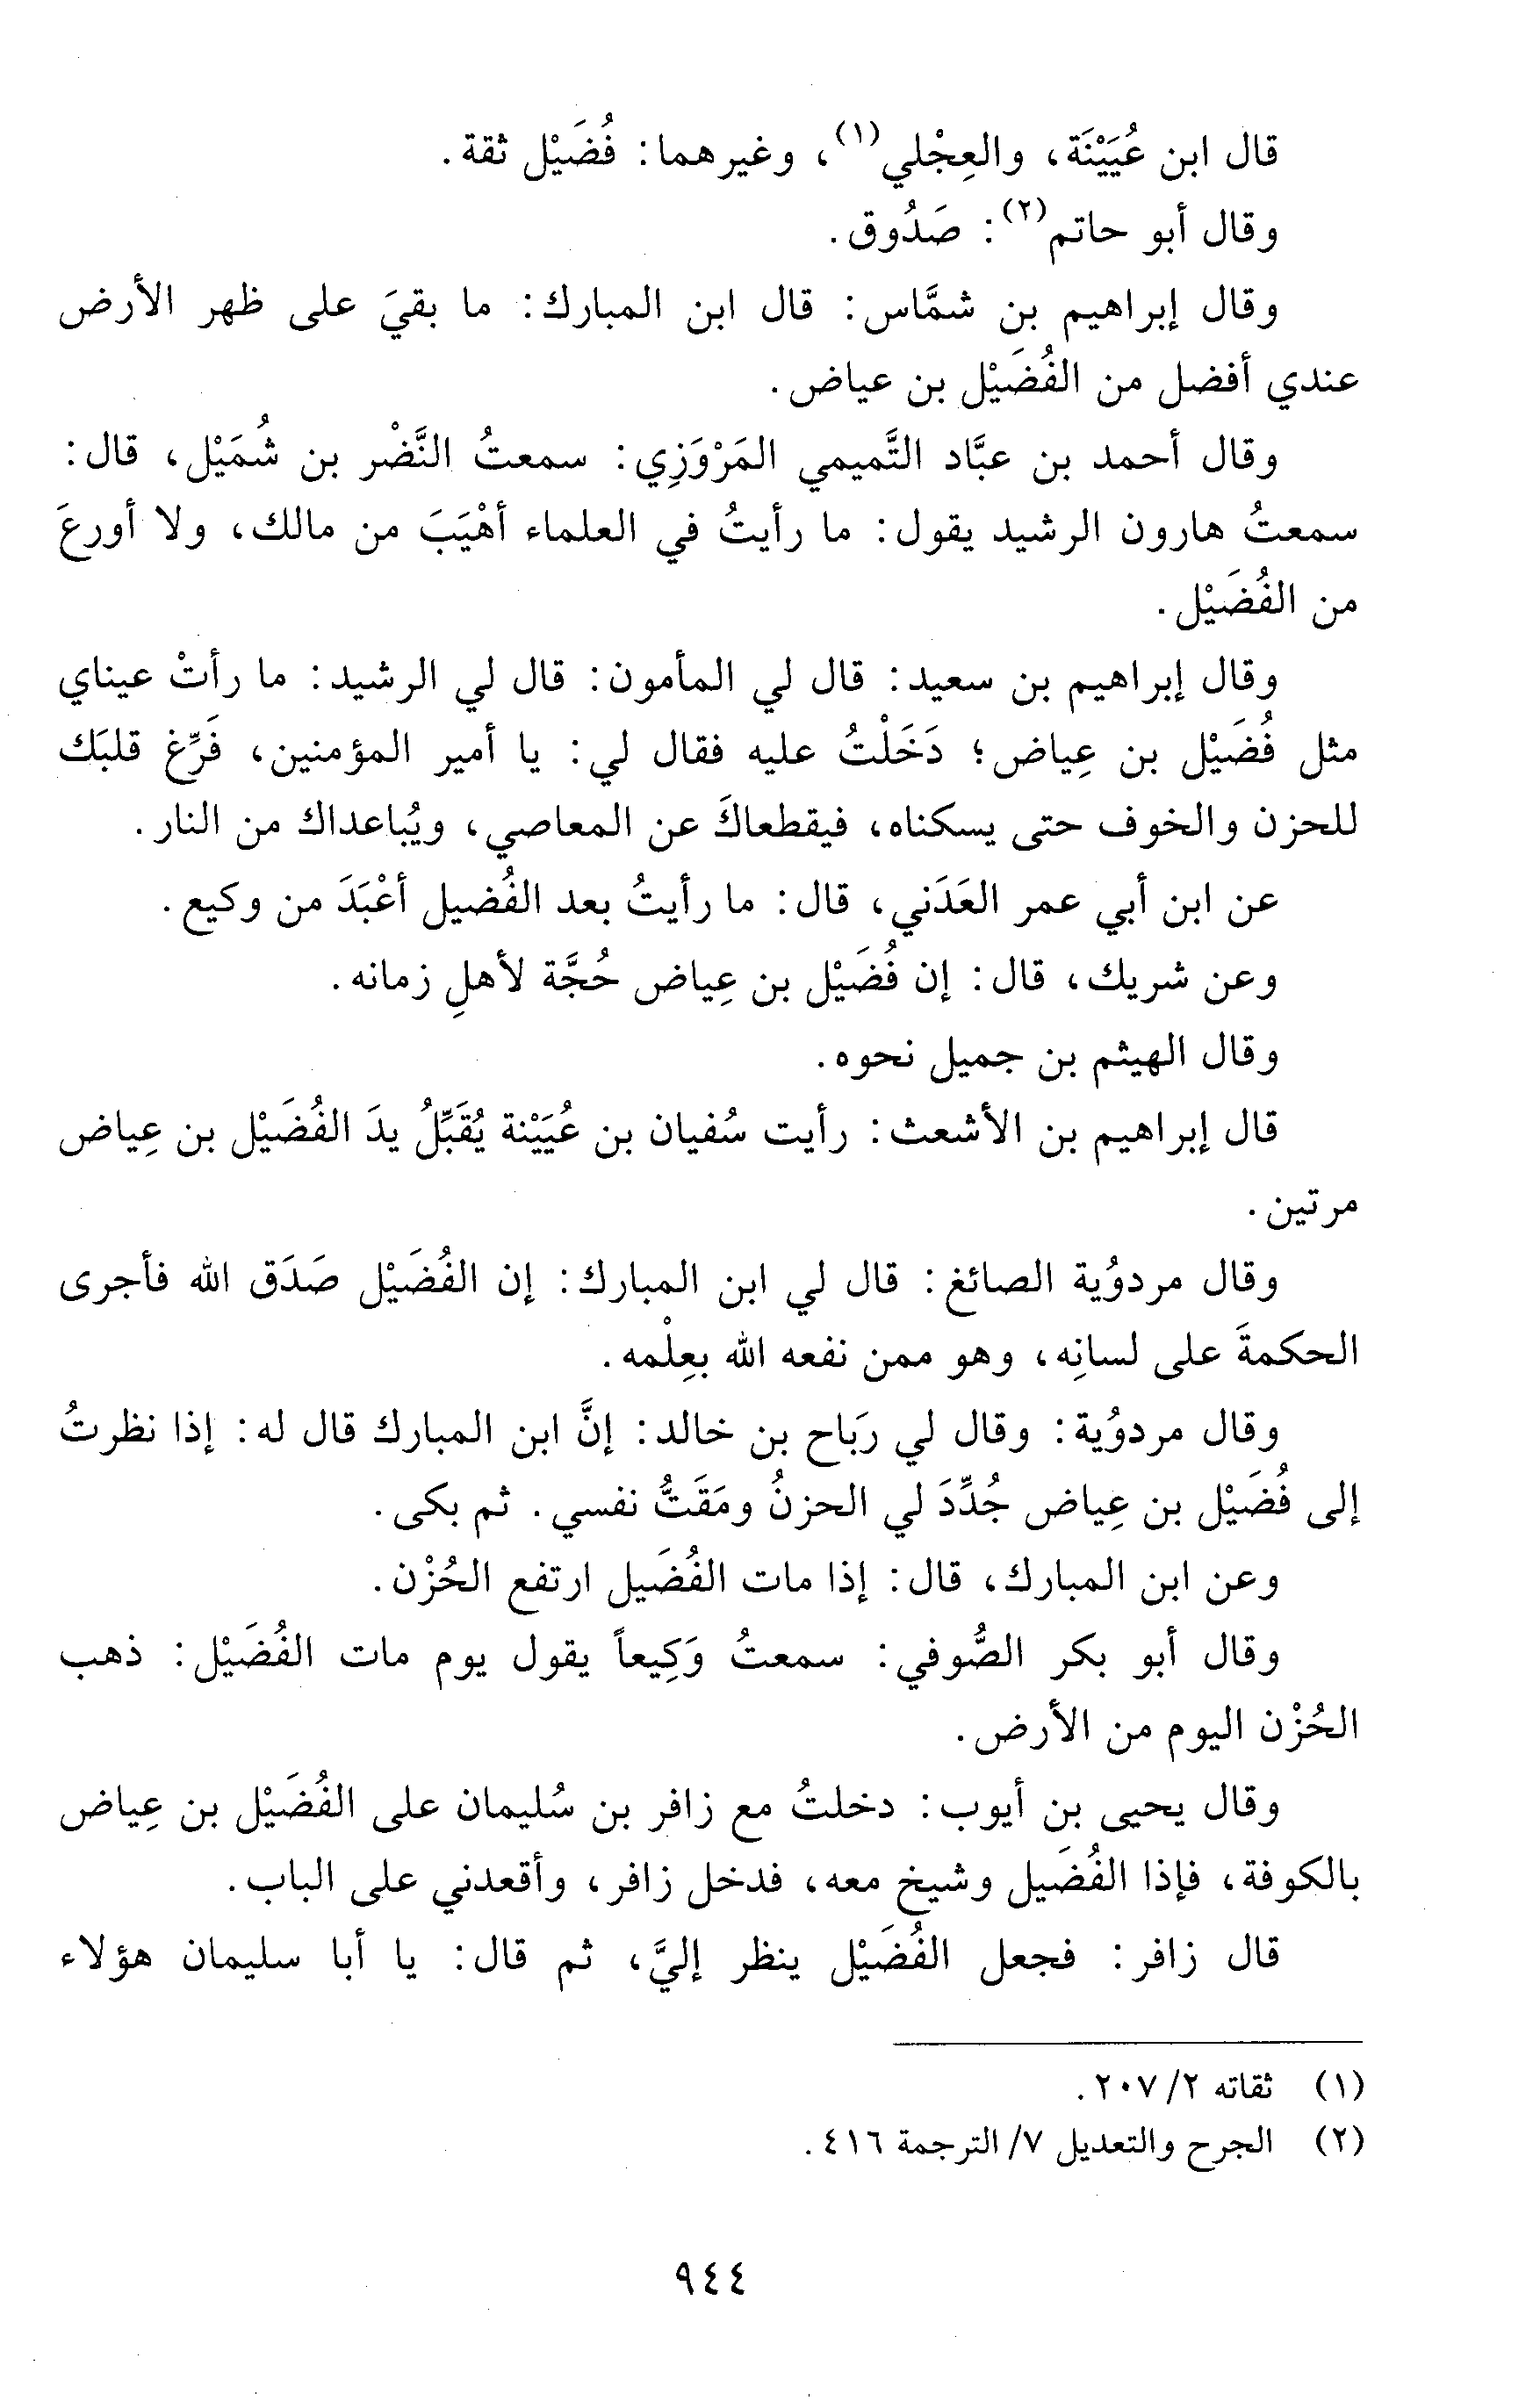 قال ابن عُيَيْنَة، والعِجْلي(١)، وغيرهما: فُضَيْل ثقة.
وقال أبو حاتم(٢): صَدُوق.
وقال إبراهيم بن شمَّاس: قال ابن المبارك: ما بقيَ على ظهر الأرض
عندي أفضل من الفُضَيْل بن عياض.
وقال أحمد بن عبَّاد التَّميمي المَرْوَزِي: سمعتُ النَّضْر بن شُمَيْل، قال:
سمعتُ هارون الرشيد يقول: ما رأيتُ في العلماء أهْيَبَ من مالك، ولا أورعَ
من الفُضَيْل.
وقال إبراهيم بن سعيد: قال لي المأمون: قال لي الرشيد: ما رأتْ عيناي
مثل فُضَيْل بن عِياض؛ دَخَلْتُ عليه فقال لي: يا أمير المؤمنين، فَرِّغ قلبَك
للحزن والخوف حتى يسكناه، فيقطعاكَ عن المعاصي، ويُباعداك من النار.
عن ابن أبي عمر العَدَني، قال: ما رأيتُ بعد الفُضيل أعْبَدَ من وكيع.
وعن شريك، قال: إن فُضَيْل بن عِياض حُجَّة لأهلِ زمانه.
وقال الهيثم بن جميل نحوه.
قال إبراهيم بن الأشعث: رأيت سُفيان بن عُيَيْنة يُقَبِّلُ يدَ الفُضَيْل بن عِياض
مرتين.
وقال مردوُية الصائغ: قال لي ابن المبارك: إن الفُضَيْل صَدَق الله فأجرى
الحكمةَ على لسانِه، وهو ممن نفعه الله بعِلْمه.
وقال مردوُية: وقال لي رَباح بن خالد: إنَّ ابن المبارك قال له: إذا نظرتُ
إلى فُضَيْل بن عِياض جُدِّدَ لي الحزنُ ومَقَتُّ نفسي. ثم بكى.
وعن ابن المبارك، قال: إذا مات الفُضَيل ارتفع الحُزْن.
وقال أبو بكر الصُّوفي: سمعتُ وَكِيعاً يقول يوم مات الفُضَيْل: ذهب
الحُزْن اليوم من الأرض.
وقال يحيى بن أيوب: دخلتُ مع زافر بن سُليمان على الفُضَيْل بن عِياض
بالكوفة، فإذا الفُضَيل وشيخ معه، فدخل زافر، وأقعدني على الباب.
قال زافر: فجعل الفُضَيْل ينظر إليَّ، ثم قال: يا أبا سليمان هؤلاء
(١) ثقاته ٢/ ٢٠٧.
(٢) الجرح والتعديل ٧/ الترجمة ٤١٦.
٩٤٤